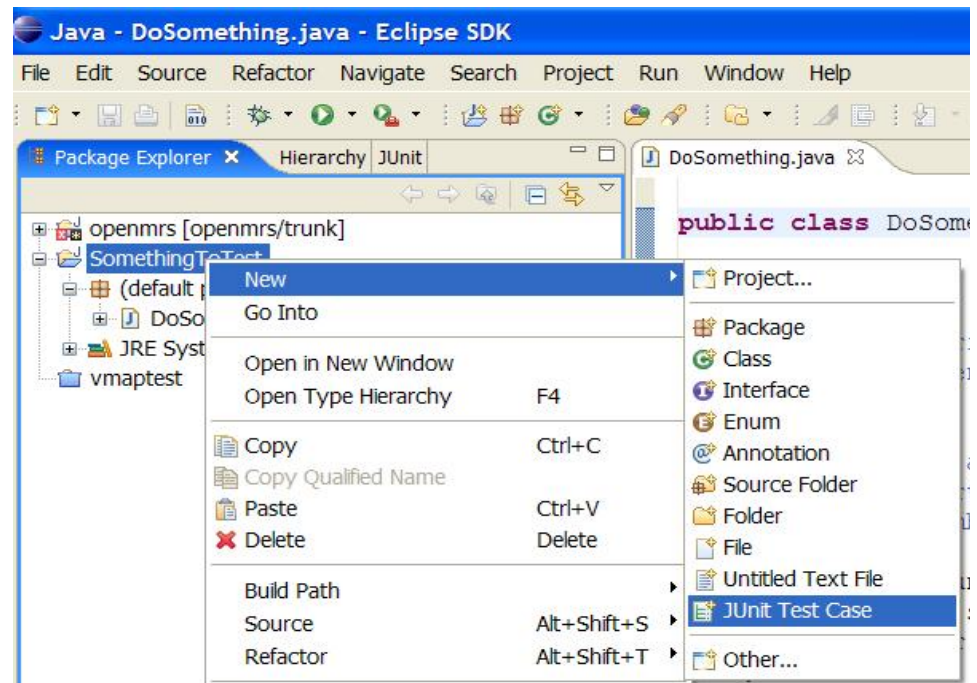 Java - DoSomething.java - Eclipse SDK
File Edit Source Refactor Navigate Search Project Run Window Help
Package Explorer Hierarchy JUnit
DoSomething.java
openmrs [openmrs/trunk]
public class DoSome
SomethingToTest
(default p
DoSo
JRE Syst
vmaptest
New
Go Into
Open in New Window
Open Type Hierarchy F4
Copy Ctrl+C
Copy Qualified Name
Paste Ctrl+V
Delete Delete
Build Path
Source Alt+Shift+S
Refactor Alt+Shift+T
Project...
Package
Class
Interface
Enum
Annotation
Source Folder
Folder
File
Untitled Text File
JUnit Test Case
Other...